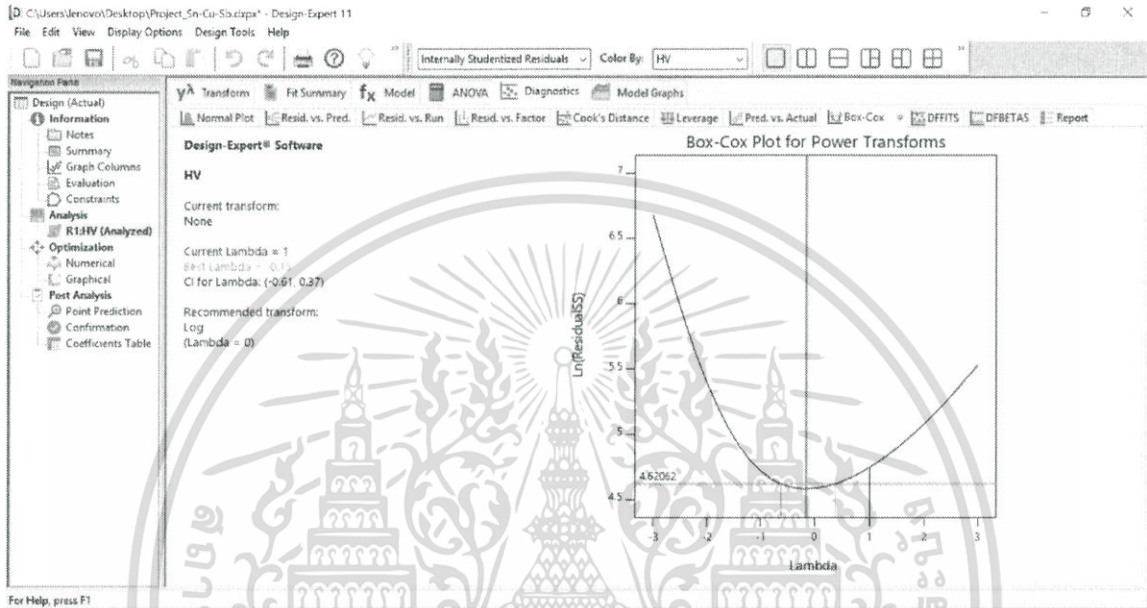 C:\Users\lenovo\Desktop\Project_Sn-Cu-Sb.dxpx* - Design-Expert 11
File Edit View Display Options Design Tools Help
Internally Studentized Residuals Color By: HV
Navigation Pane
Design (Actual)
Information
Notes
Summary
Graph Columns
Evaluation
Constraints
Analysis
R1:HV (Analyzed)
Optimization
Numerical
Graphical
Post Analysis
Point Prediction
Confirmation
Coefficients Table
yλ Transform Fit Summary fx Model ANOVA Diagnostics Model Graphs
Normal Plot Resid. vs. Pred. Resid. vs. Run Resid. vs. Factor Cook's Distance Leverage Pred. vs. Actual Box-Cox DFFITS DFBETAS Report
Design-Expert® Software
HV
Current transform:
None
Current Lambda = 1
Best Lambda = -0.15
CI for Lambda: (-0.61, 0.37)
Recommended transform:
Log
(Lambda = 0)
Box-Cox Plot for Power Transforms
Ln(ResidualSS)
7
6.5
6
5.5
5
4.62062
4.5
-3 -2 -1 0 1 2 3
Lambda
For Help, press F1